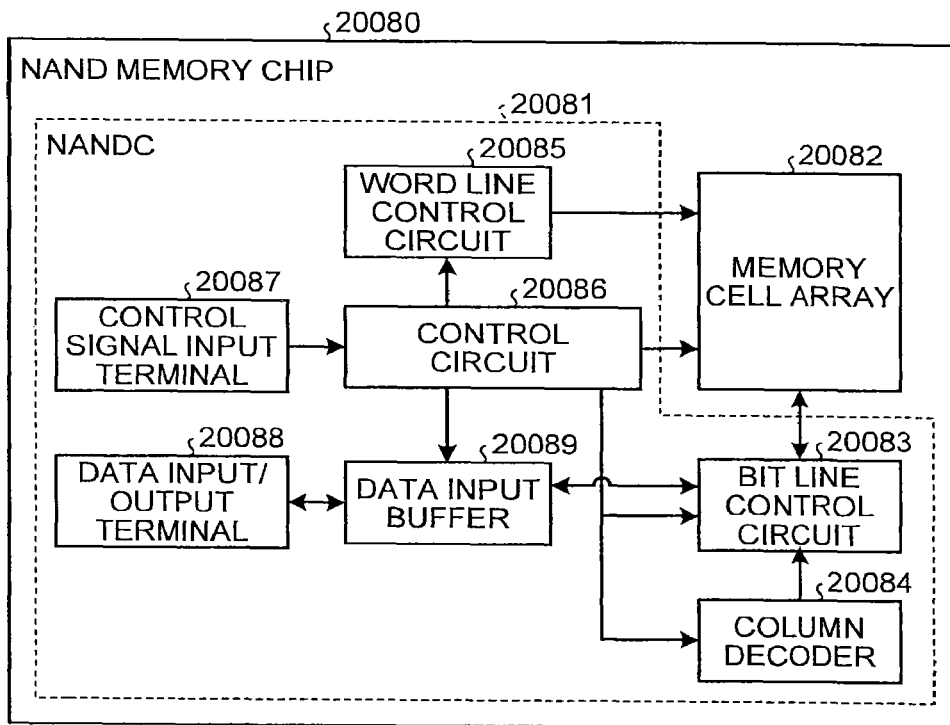 20080
NAND MEMORY CHIP
20081
NANDC
20085
WORD LINE
CONTROL
CIRCUIT
20082
MEMORY
CELL ARRAY
20087
CONTROL
SIGNAL INPUT
TERMINAL
20086
CONTROL
CIRCUIT
20088
DATA INPUT/
OUTPUT
TERMINAL
20089
DATA INPUT
BUFFER
20083
BIT LINE
CONTROL
CIRCUIT
20084
COLUMN
DECODER